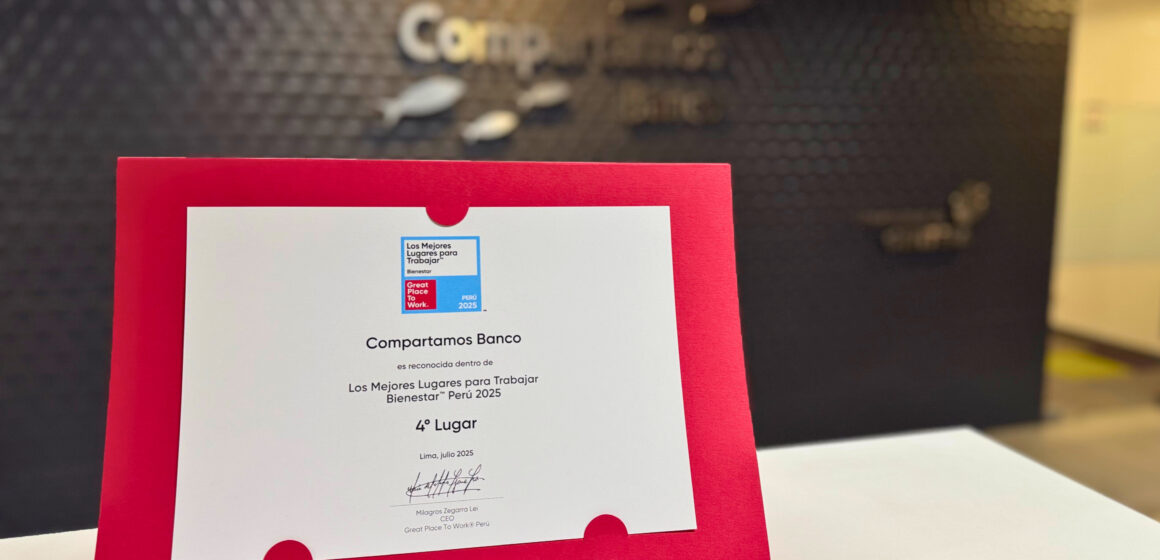 Compartamos
Banco
Los Mejores
Lugares para
Trabajar™
Bienestar
Great
Place
To
Work.
PERÚ
2025
Compartamos Banco
es reconocida dentro de
Los Mejores Lugares para Trabajar
Bienestar™ Perú 2025
4° Lugar
Lima, julio 2025
Milagros Zegarra Lei
CEO
Great Place To Work® Perú